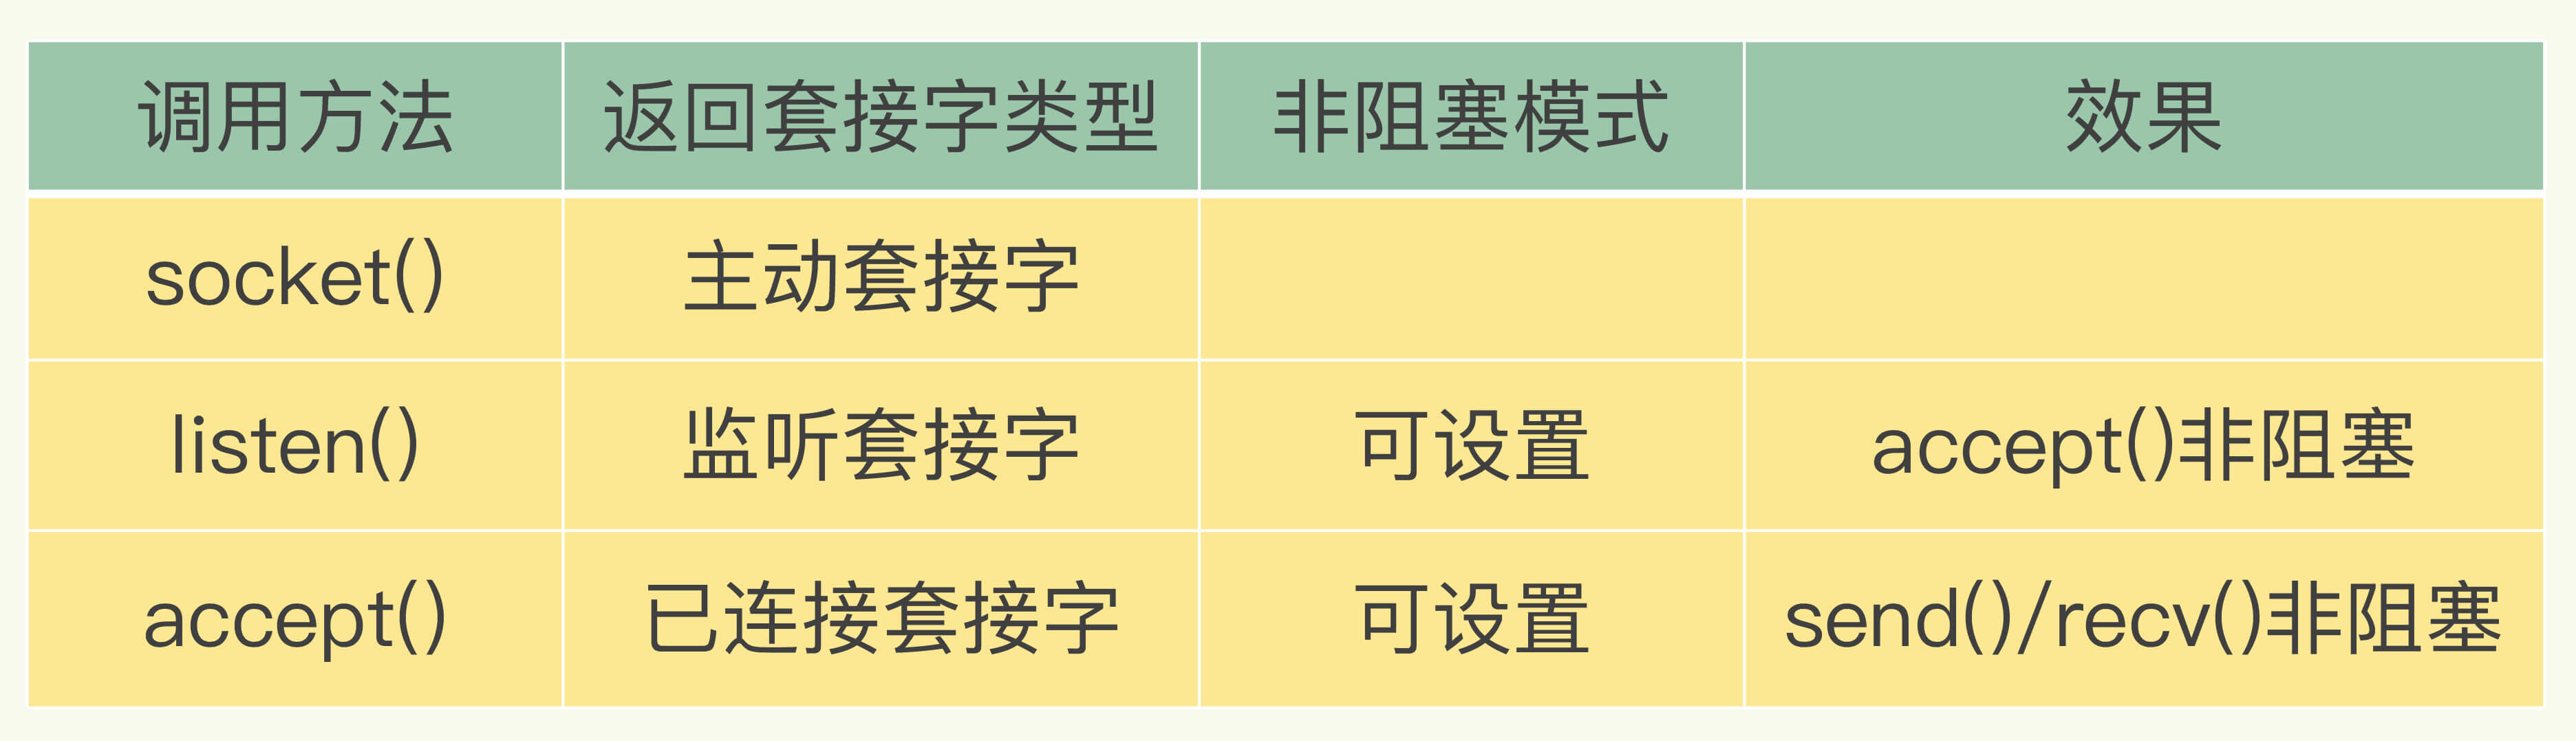 调用方法 返回套接字类型 非阻塞模式 效果
socket() 主动套接字
listen() 监听套接字 可设置 accept()非阻塞
accept() 已连接套接字 可设置 send()/recv()非阻塞